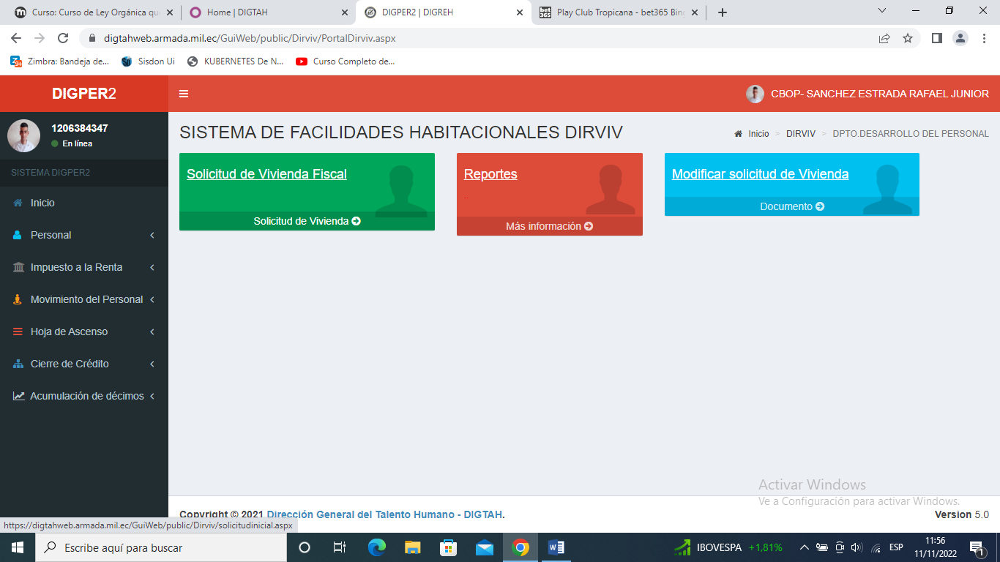 Curso: Curso de Ley Orgánica que
Home | DIGTAH
DIGPER2 | DIGREH
Play Club Tropicana - bet365 Bing
digtahweb.armada.mil.ec/GuiWeb/public/Dirviv/PortalDirviv.aspx
Zimbra: Bandeja de...
Sisdon Ui
KUBERNETES De N...
Curso Completo de...
DIGPER2
CBOP- SANCHEZ ESTRADA RAFAEL JUNIOR
1206384347
En línea
SISTEMA DIGPER2
Inicio
Personal
Impuesto a la Renta
Movimiento del Personal
Hoja de Ascenso
Cierre de Crédito
Acumulación de décimos
SISTEMA DE FACILIDADES HABITACIONALES DIRVIV
Inicio > DIRVIV > DPTO.DESARROLLO DEL PERSONAL
Solicitud de Vivienda Fiscal
Solicitud de Vivienda
Reportes
..
Más información
Modificar solicitud de Vivienda
Documento
Activar Windows
Ve a Configuración para activar Windows.
Copyright © 2021 Dirección General del Talento Humano - DIGTAH.
Version 5.0
https://digtahweb.armada.mil.ec/GuiWeb/public/Dirviv/solicitudinicial.aspx
Escribe aquí para buscar
IBOVESPA +1,81%
ESP
11:56
11/11/2022
1